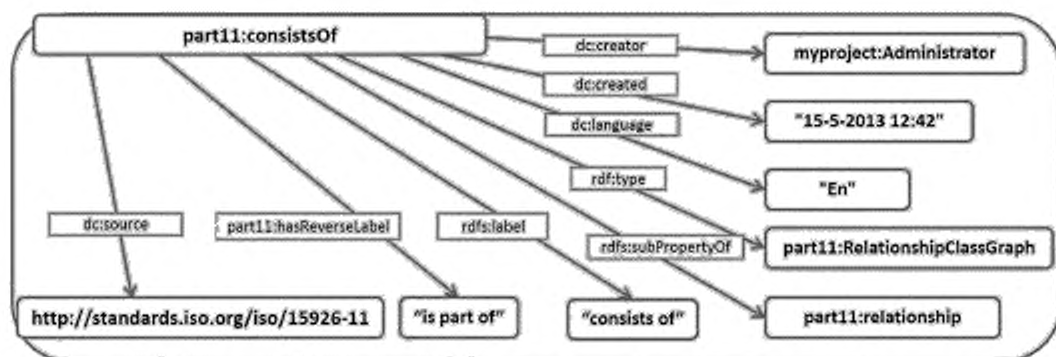 part11:consistsOf
dc:creator
myproject:Administrator
dc:created
"15-5-2013 12:42"
dc:language
"En"
rdf:type
dc:source
part11:hasReverseLabel
rdfs:label
rdfs:subPropertyOf
part11:RelationshipClassGraph
http://standards.iso.org/iso/15926-11
"is part of"
"consists of"
part11:relationship